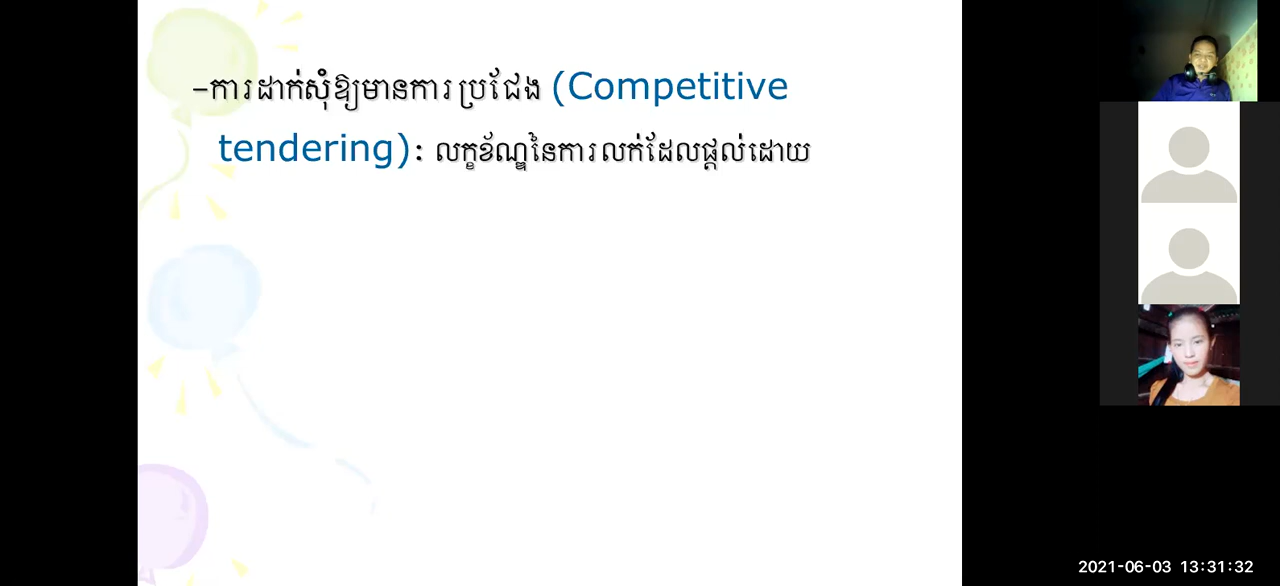 –ការដាក់សុំឱ្យមានការប្រជែង (Competitive
tendering): លក្ខខ័ណ្ឌនៃការលក់ដែលផ្តល់ដោយ
2021-06-03 13:31:32